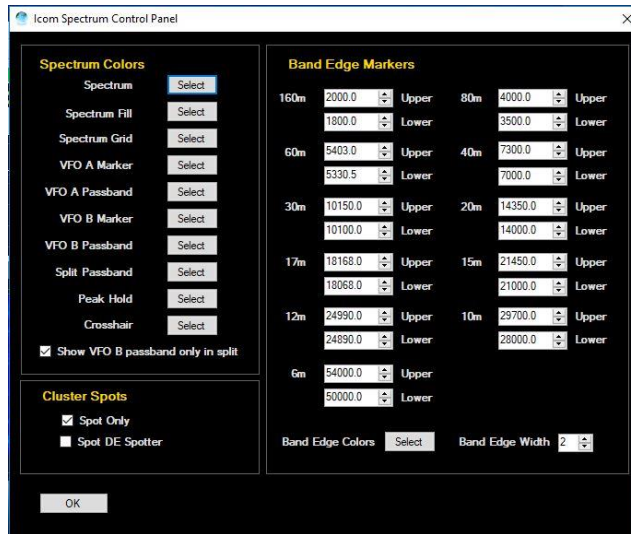 Icom Spectrum Control Panel
Spectrum Colors
Spectrum Select
Spectrum Fill Select
Spectrum Grid Select
VFO A Marker Select
VFO A Passband Select
VFO B Marker Select
VFO B Passband Select
Split Passband Select
Peak Hold Select
Crosshair Select
Show VFO B passband only in split
Cluster Spots
Spot Only
Spot DE Spotter
OK
Band Edge Markers
160m 2000.0 Upper 80m 4000.0 Upper
1800.0 Lower 3500.0 Lower
60m 5403.0 Upper 40m 7300.0 Upper
5330.5 Lower 7000.0 Lower
30m 10150.0 Upper 20m 14350.0 Upper
10100.0 Lower 14000.0 Lower
17m 18168.0 Upper 15m 21450.0 Upper
18068.0 Lower 21000.0 Lower
12m 24990.0 Upper 10m 29700.0 Upper
24890.0 Lower 28000.0 Lower
6m 54000.0 Upper
50000.0 Lower
Band Edge Colors Select Band Edge Width 2